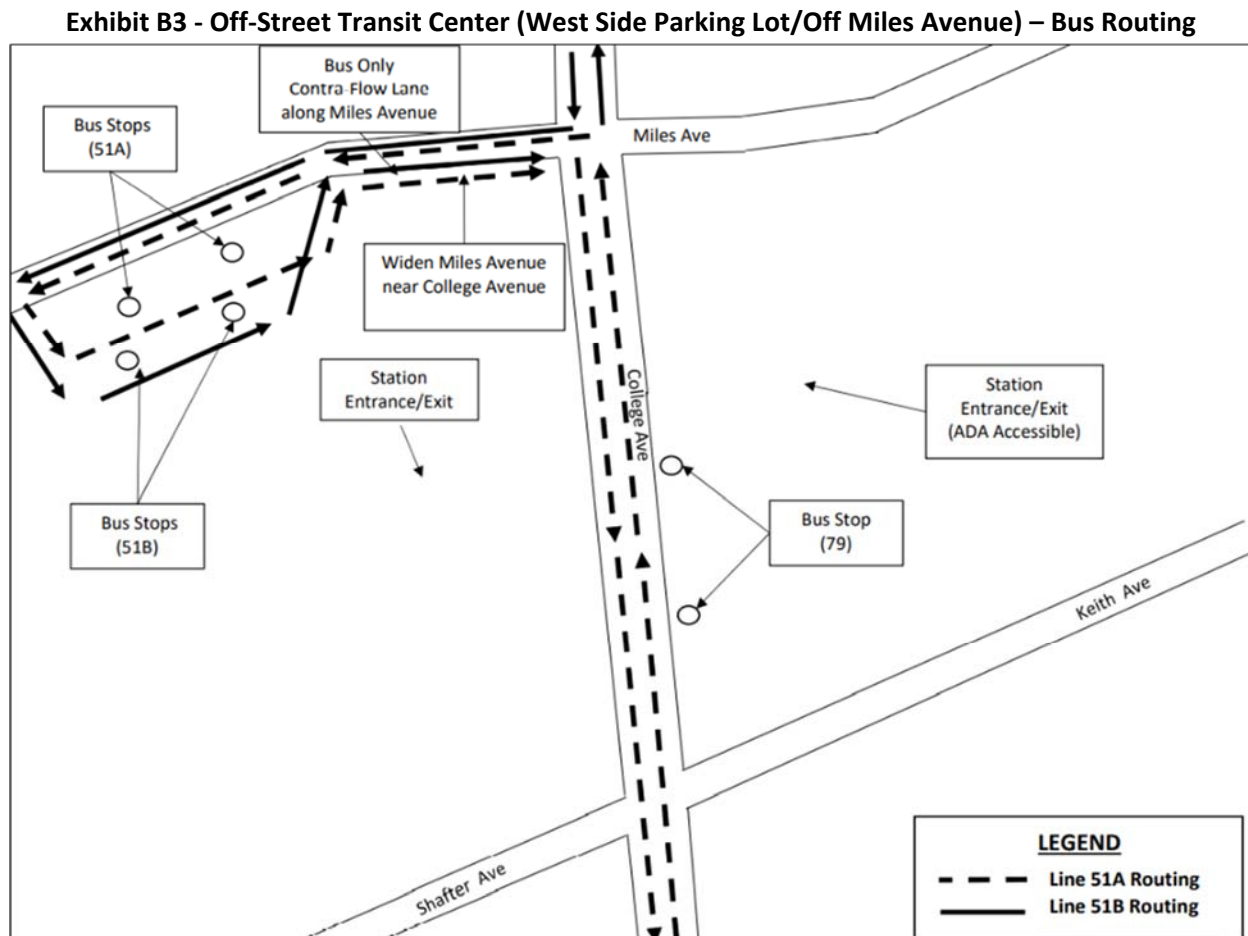 Exhibit B3 - Off-Street Transit Center (West Side Parking Lot/Off Miles Avenue) – Bus Routing
Bus Only
Contra-Flow Lane
along Miles Avenue
Bus Stops
(51A)
Miles Ave
Widen Miles Avenue
near College Avenue
Station
Entrance/Exit
College Ave
Station
Entrance/Exit
(ADA Accessible)
Bus Stops
(51B)
Bus Stop
(79)
Keith Ave
Shafter Ave
LEGEND
Line 51A Routing
Line 51B Routing